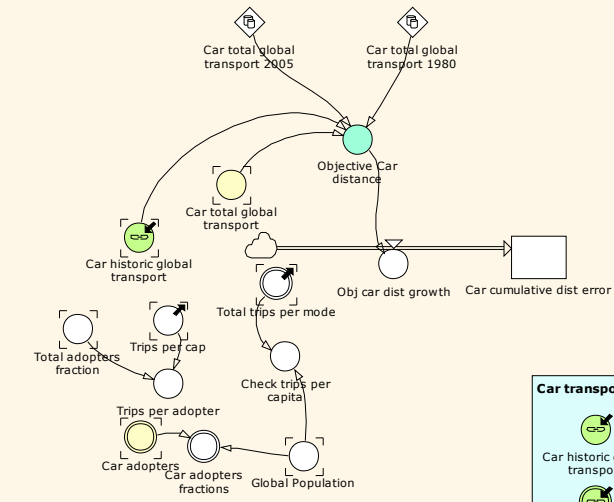 Car total global
transport 2005
Car total global
transport 1980
Objective Car
distance
Car total global
transport
Car historic global
transport
Obj car dist growth
Car cumulative dist error
Total trips per mode
Trips per cap
Total adopters
fraction
Check trips per
capita
Trips per adopter
Car adopters
Car adopters
fractions
Global Population
Car transpo
Car historic
transpo